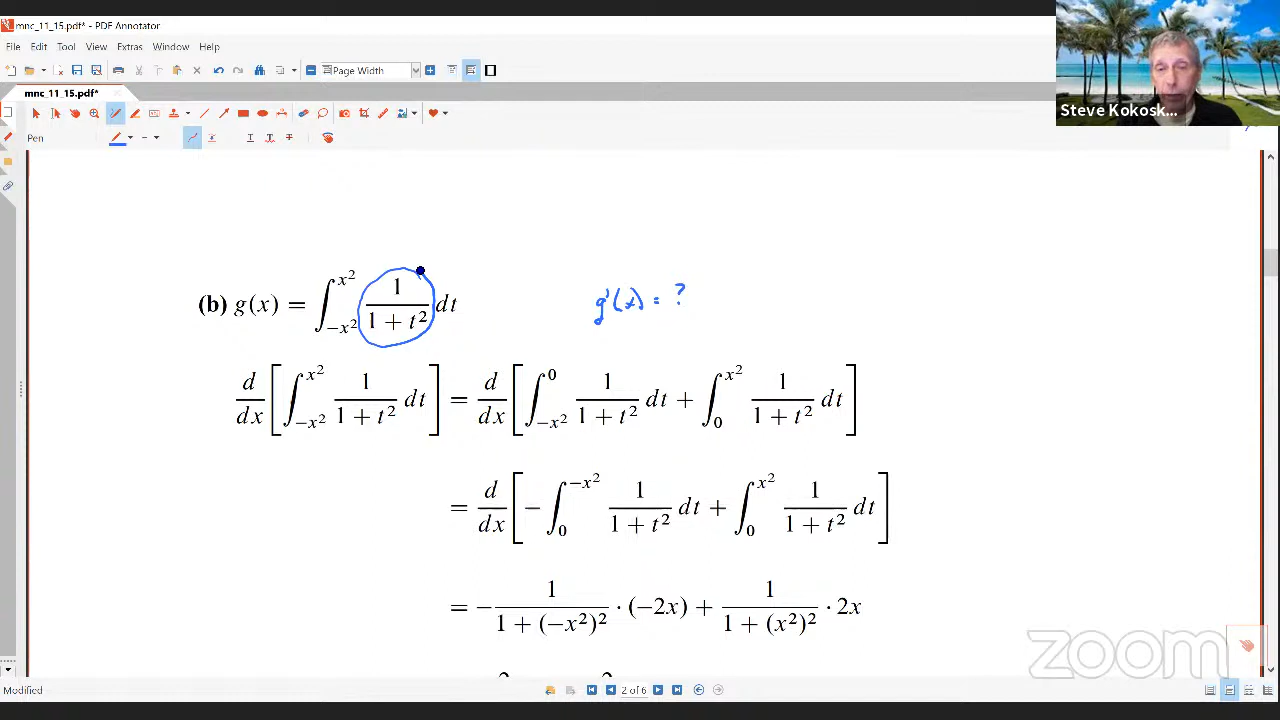 mnc_11_15.pdf* - PDF Annotator
File Edit Tool View Extras Window Help
Page Width
mnc_11_15.pdf*
Pen
Steve Kokosk...
(b) g(x) = ∫_{-x²}^{x²} 1/(1 + t²) dt g'(x) = ?
d/dx [∫_{-x²}^{x²} 1/(1 + t²) dt] = d/dx [∫_{-x²}^{0} 1/(1 + t²) dt + ∫_{0}^{x²} 1/(1 + t²) dt]
= d/dx [-∫_{0}^{-x²} 1/(1 + t²) dt + ∫_{0}^{x²} 1/(1 + t²) dt]
= -1/(1 + (-x²)²) · (-2x) + 1/(1 + (x²)²) · 2x
zoom
Modified 2 of 6